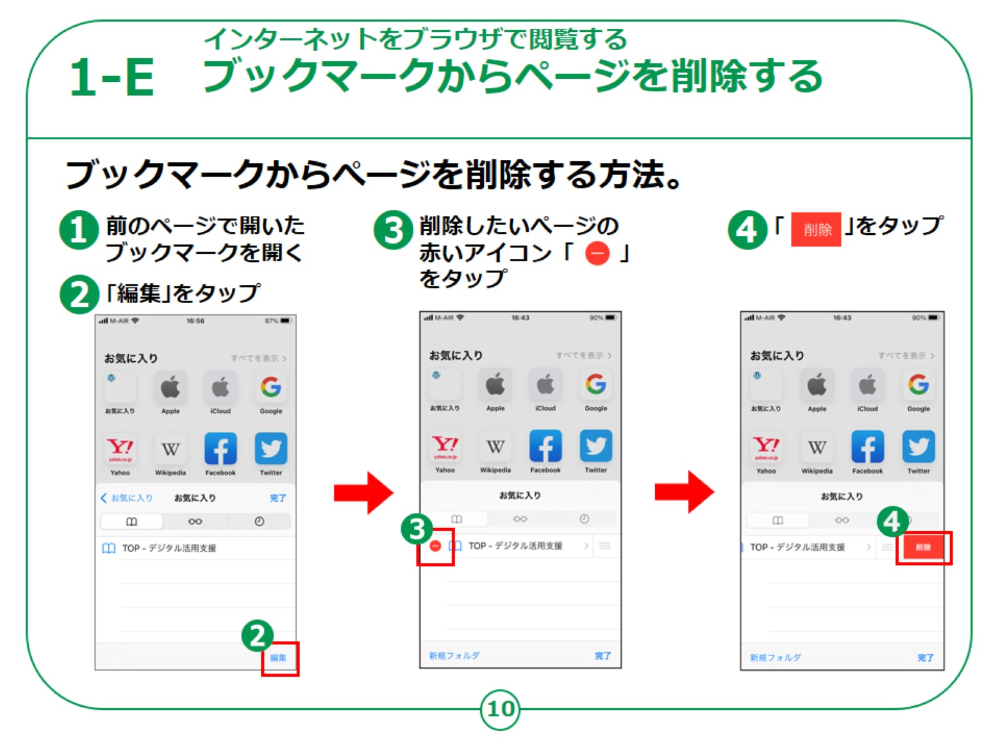 インターネットをブラウザで閲覧する
1-E ブックマークからページを削除する
ブックマークからページを削除する方法。
1 前のページで開いた
ブックマークを開く
2 「編集」をタップ
3 削除したいページの
赤いアイコン「 」
をタップ
4 「 削除 」をタップ
M-AIR 16:56 87%
お気に入り すべてを表示 >
お気に入り Apple iCloud Google
Y! yahoo.co.jp W
Yahoo Wikipedia Facebook Twitter
お気に入り お気に入り 完了
TOP - デジタル活用支援
2
編集
M-AIR 16:43 90%
お気に入り すべてを表示 >
お気に入り Apple iCloud Google
Y! yahoo.co.jp W
Yahoo Wikipedia Facebook Twitter
お気に入り
3
TOP - デジタル活用支援
新規フォルダ 完了
M-AIR 16:43 90%
お気に入り すべてを表示 >
お気に入り Apple iCloud Google
Y! yahoo.co.jp W
Yahoo Wikipedia Facebook Twitter
お気に入り
4
TOP - デジタル活用支援 削除
新規フォルダ 完了
10